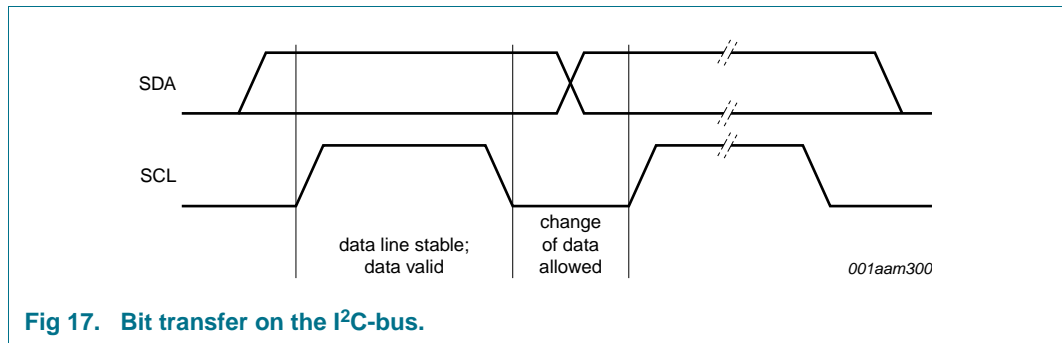 SDA
SCL
data line stable;
data valid
change
of data
allowed
001aam300
Fig 17. Bit transfer on the I²C-bus.